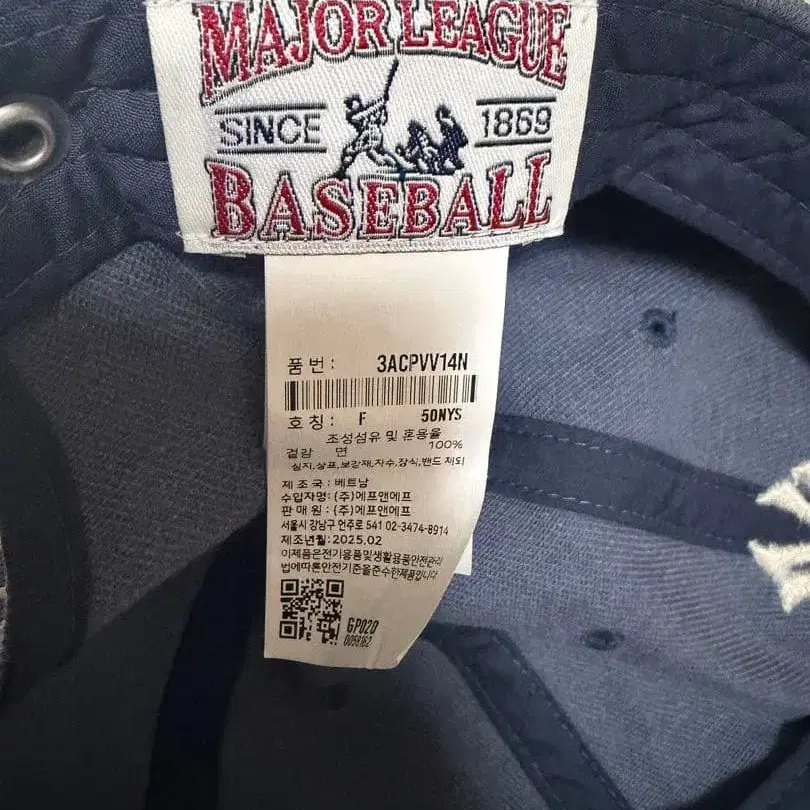 MAJOR LEAGUE
SINCE 1869
BASEBALL
품 번 : 3ACPVV14N
호 칭 : F 50NYS
조성섬유 및 혼용율
겉감 면 100%
심지,상표,보강재,자수,장식,밴드 제외
제 조 국 : 베트남
수입자명 : (주)에프앤에프
판 매 원 : (주)에프앤에프
서울시 강남구 언주로 541 02-3474-8914
제조년월 : 2025.02
이제품은전기용품및생활용품안전관리
법에따른안전기준을준수한제품입니다
GP020
0059162
NY